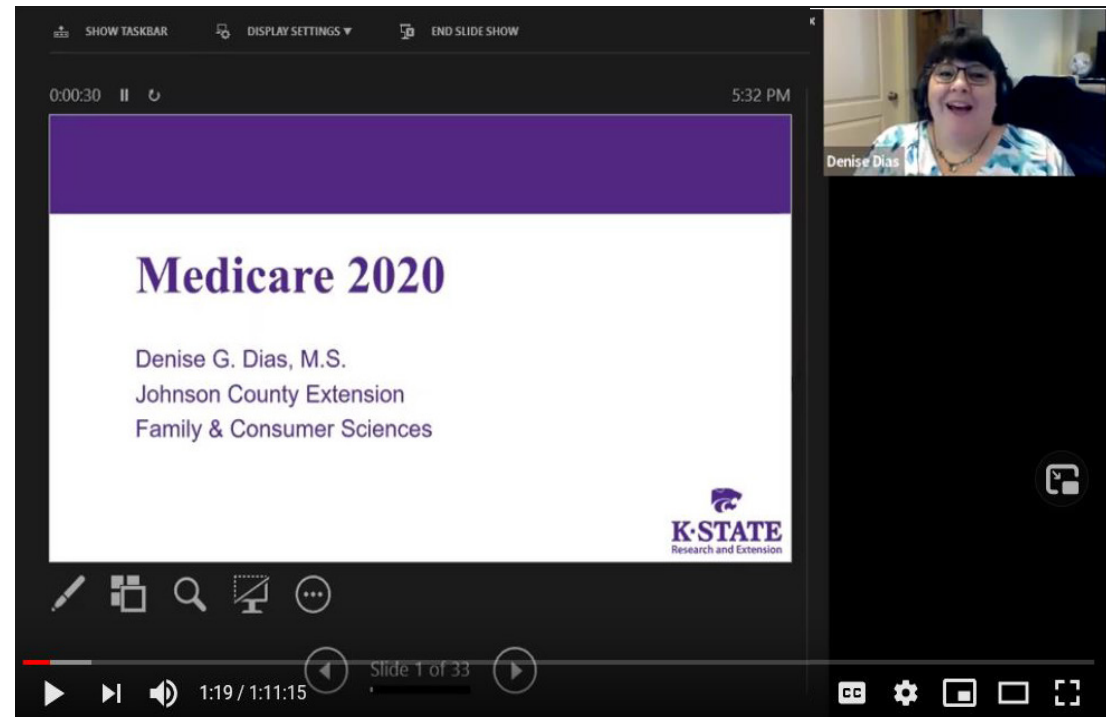 SHOW TASKBAR DISPLAY SETTINGS ▼ END SLIDE SHOW
0:00:30 5:32 PM
Denise Dias
Medicare 2020
Denise G. Dias, M.S.
Johnson County Extension
Family & Consumer Sciences
K·STATE
Research and Extension
Slide 1 of 33
1:19 / 1:11:15
CC